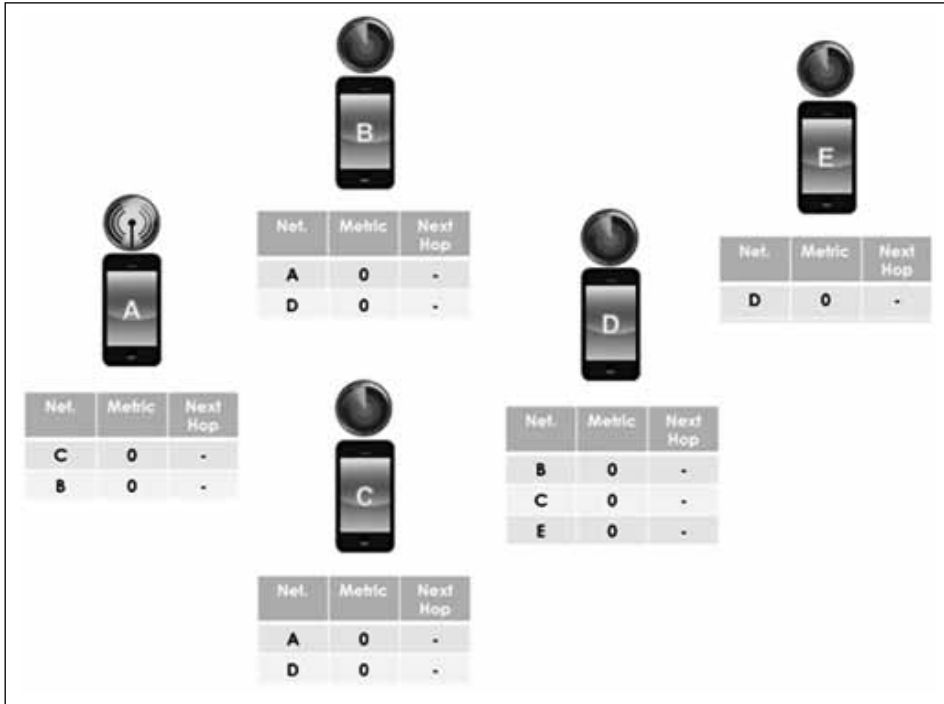 B
E
Net. Metric Next Hop
A 0 -
D 0 -
A
D
Net. Metric Next Hop
D 0 -
Net. Metric Next Hop
C 0 -
B 0 -
C
Net. Metric Next Hop
B 0 -
C 0 -
E 0 -
Net. Metric Next Hop
A 0 -
D 0 -